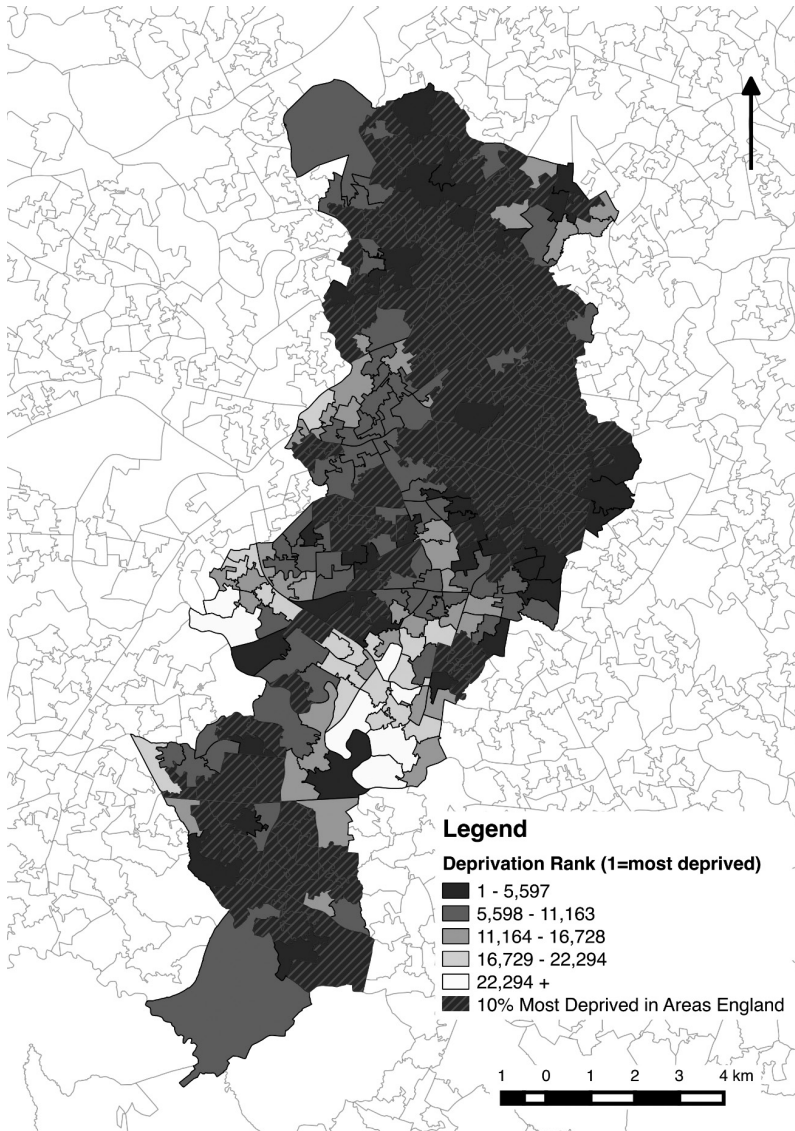 Legend
Deprivation Rank (1=most deprived)
1 - 5,597
5,598 - 11,163
11,164 - 16,728
16,729 - 22,294
22,294 +
10% Most Deprived in Areas England
1 0 1 2 3 4 km